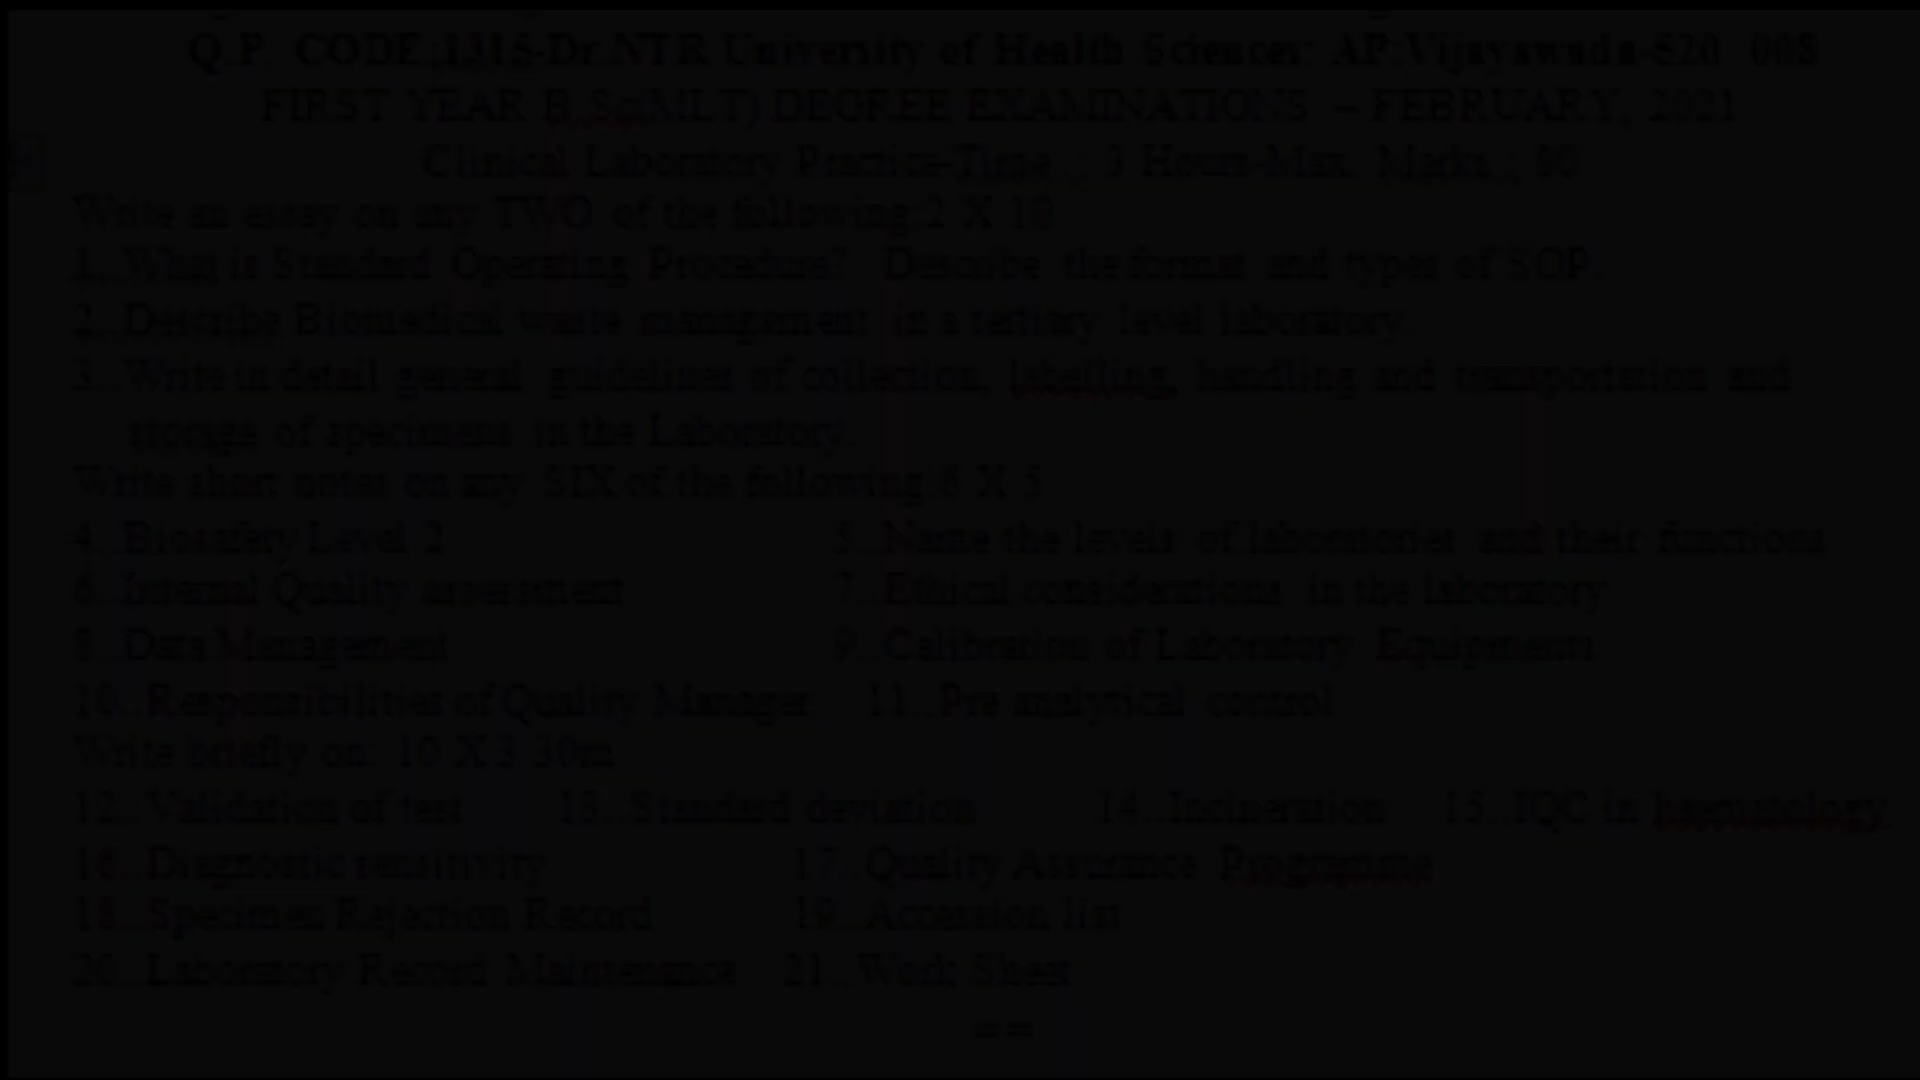 Q.P. CODE:1315-Dr.NTR University of Health Sciences: AP:Vijayawada-520 008
FIRST YEAR B.Sc(MLT) DEGREE EXAMINATIONS – FEBRUARY, 2021
Clinical Laboratory Practice-Time.: 3 Hours-Max. Marks.: 80
Write an essay on any TWO of the following:2 X 10
1..What is Standard Operating Procedure? Describe the format and types of SOP.
2..Describe Biomedical waste management in a tertiary level laboratory.
3..Write in detail general guidelines of collection, labelling, handling and transportation and
storage of specimens in the Laboratory.
Write short notes on any SIX of the following:6 X 5
4..Biosafety Level 2 5..Name the levels of laboratories and their functions
6..Internal Quality assessment 7..Ethical considerations in the laboratory
8..Data Management 9..Calibration of Laboratory Equipments
10..Responsibilities of Quality Manager 11..Pre analytical control
Write briefly on: 10 X 3 30m
12..Validation of test 13..Standard deviation 14..Incineration 15..IQC in haematology
16..Diagnostic sensitivity 17..Quality Assurance Programme
18..Specimen Rejection Record 19..Accession list
20..Laboratory Record Maintenance 21..Work Sheet
==